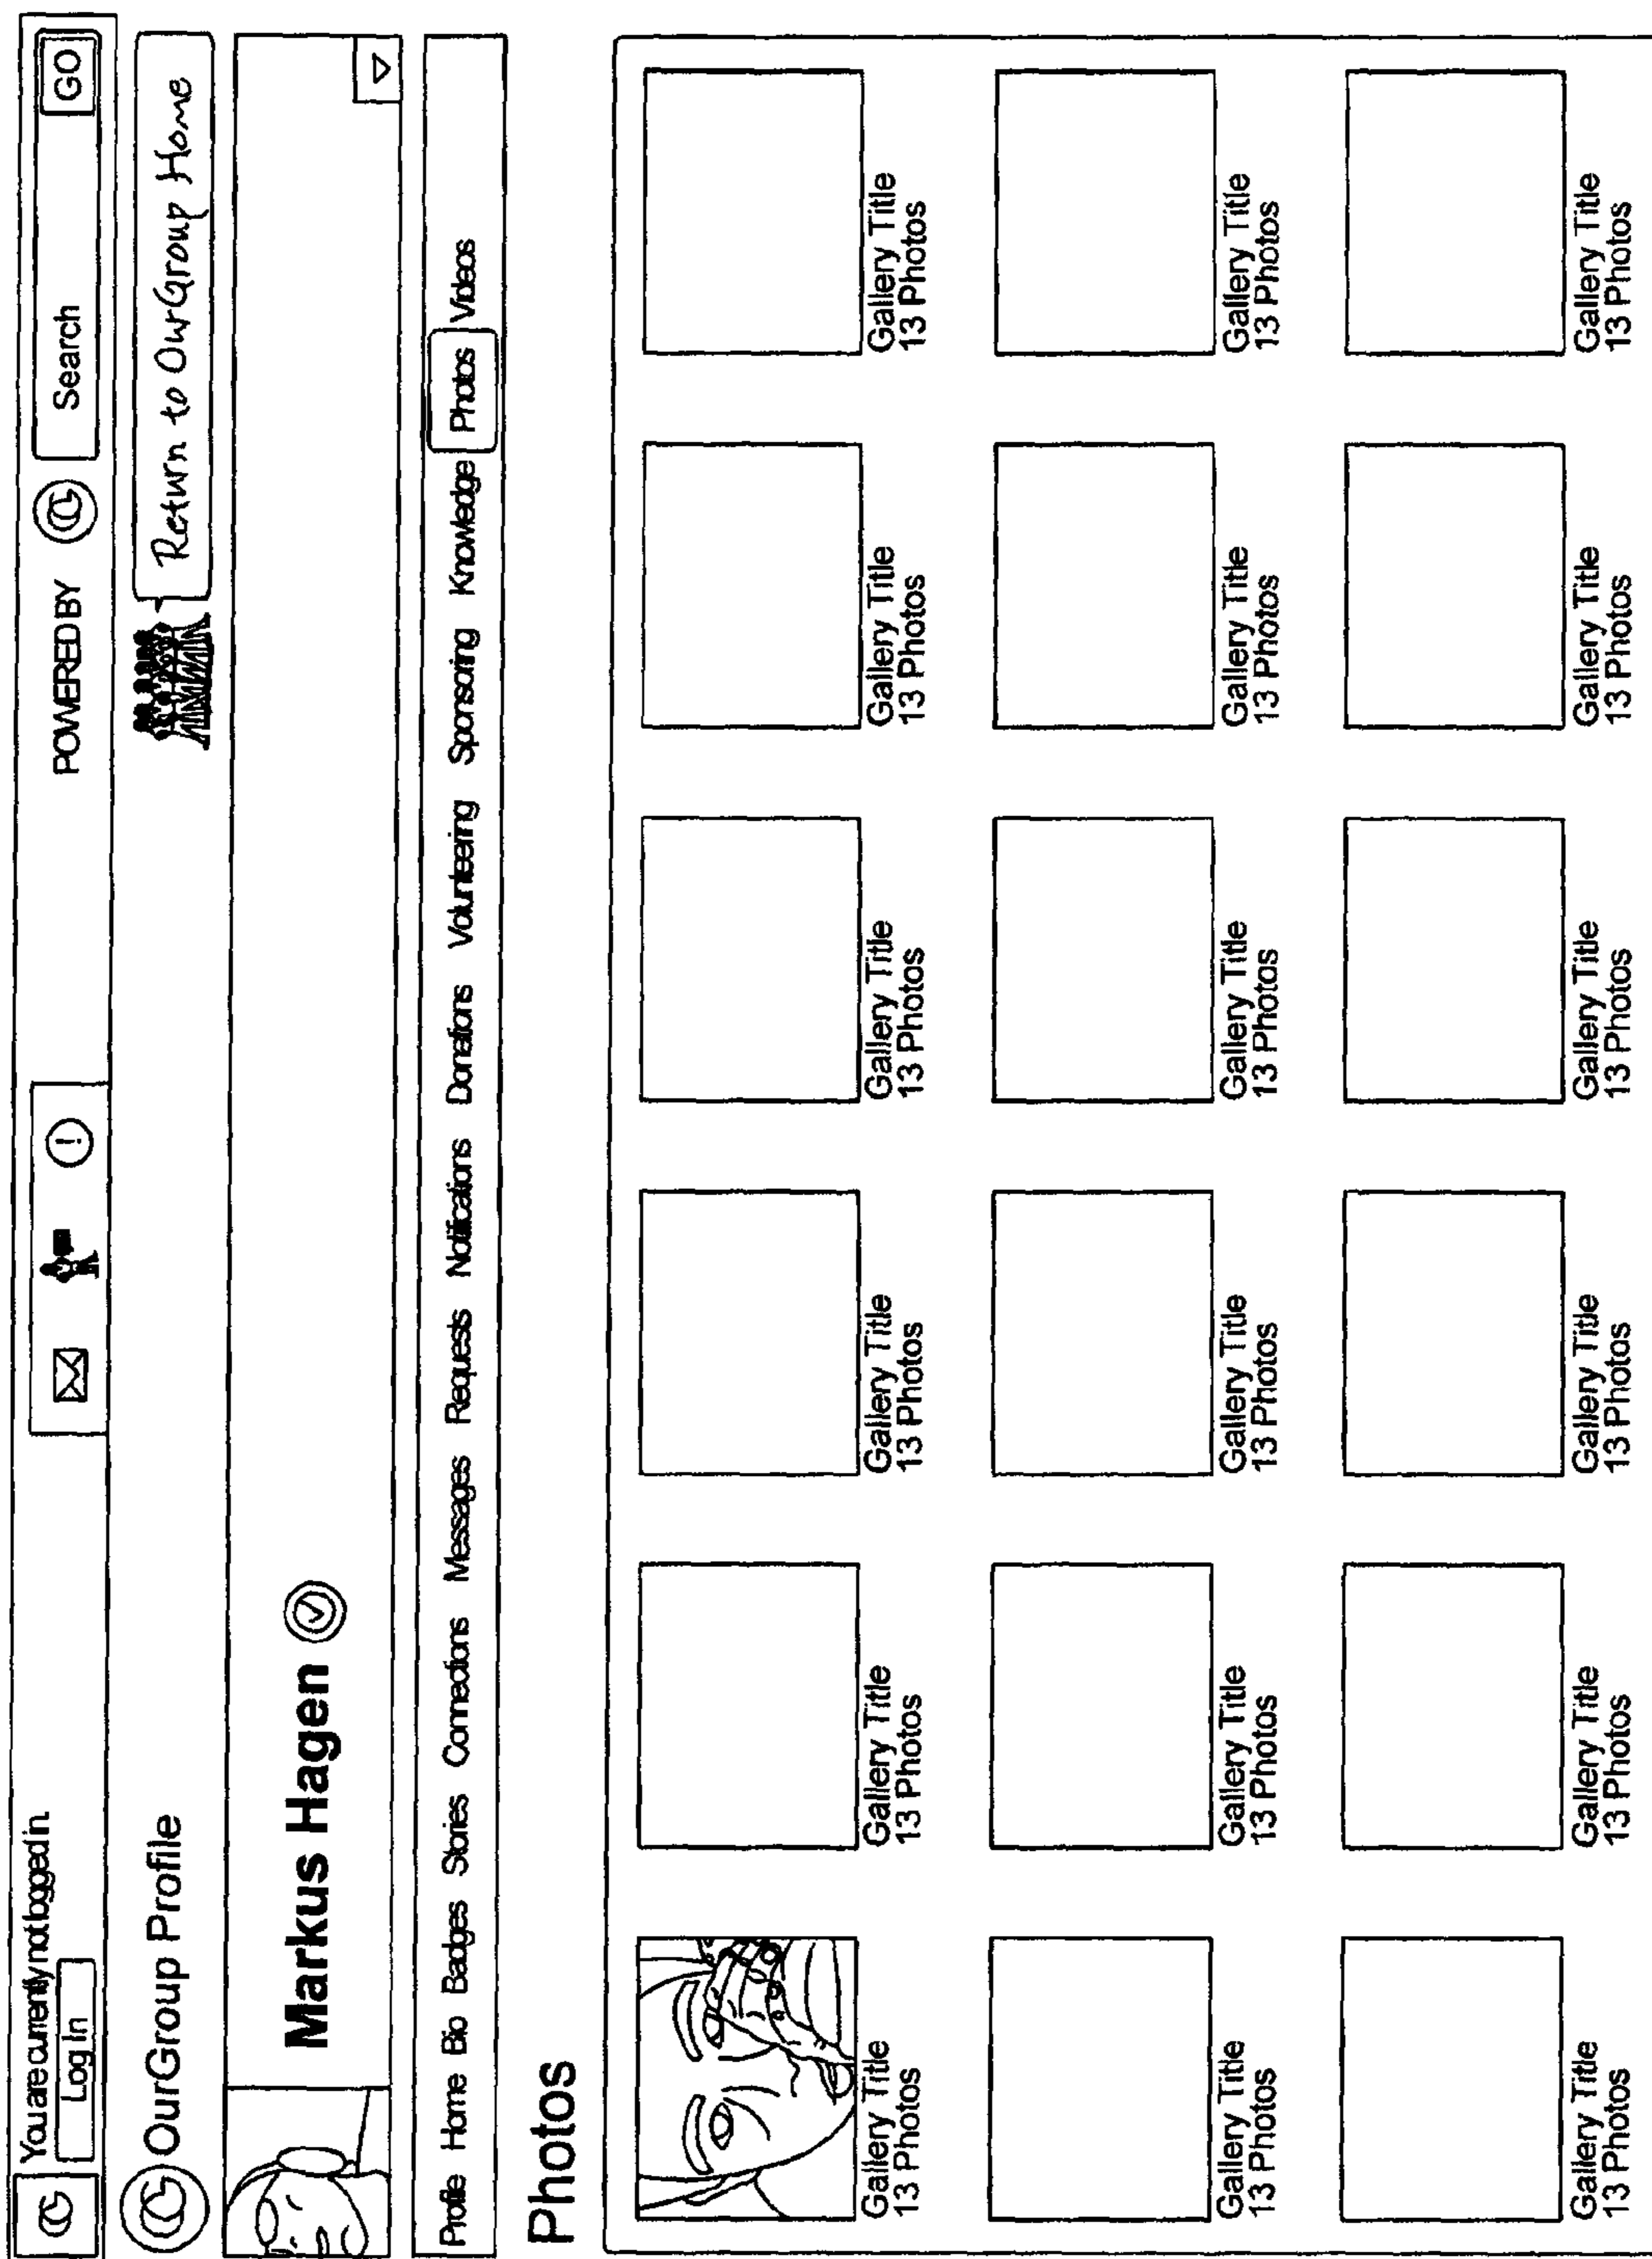 You are currently not logged in.
Log In
POWERED BY
Search
GO
OurGroup Profile
Return to OurGroup Home
Markus Hagen
Profile Home Bio Badges Stories Connections Messages Requests Notifications Donations Volunteering Sponsoring Knowledge Photos Videos
Photos
Gallery Title Gallery Title Gallery Title Gallery Title Gallery Title Gallery Title
13 Photos 13 Photos 13 Photos 13 Photos 13 Photos 13 Photos
Gallery Title Gallery Title Gallery Title Gallery Title Gallery Title Gallery Title
13 Photos 13 Photos 13 Photos 13 Photos 13 Photos 13 Photos
Gallery Title Gallery Title Gallery Title Gallery Title Gallery Title Gallery Title
13 Photos 13 Photos 13 Photos 13 Photos 13 Photos 13 Photos